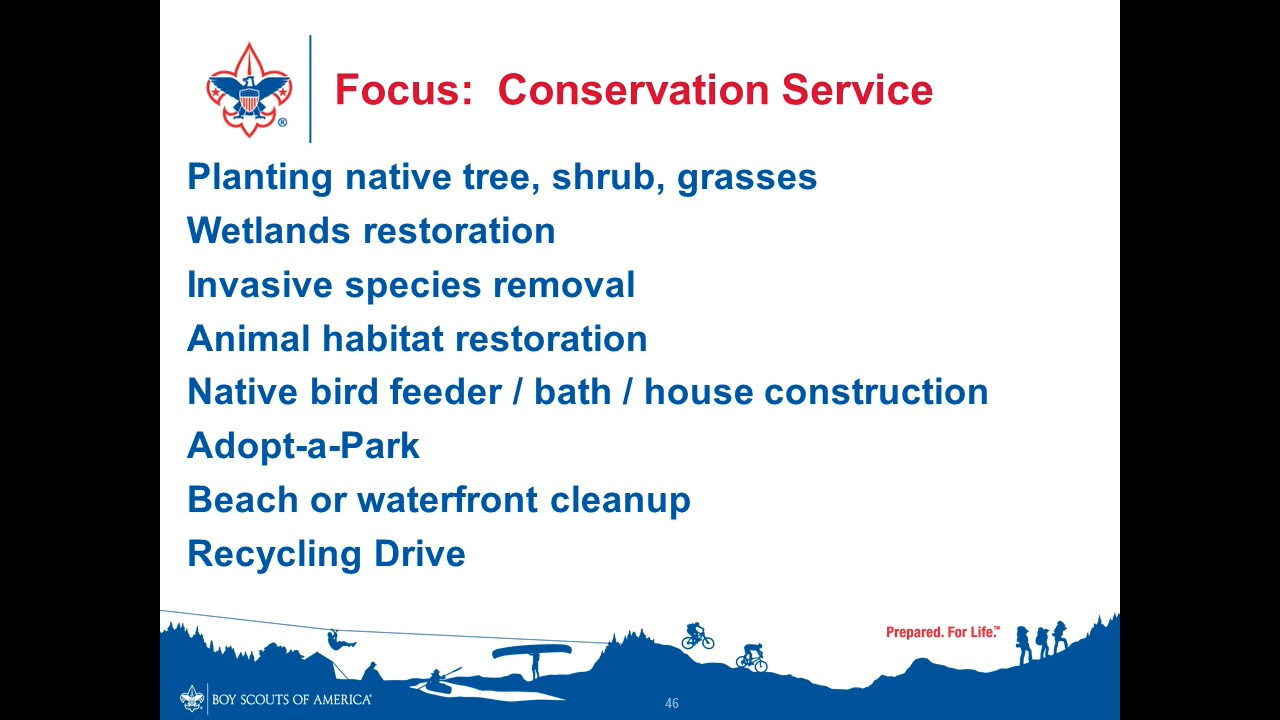 Focus:  Conservation Service
Planting native tree, shrub, grasses
Wetlands restoration
Invasive species removal
Animal habitat restoration
Native bird feeder / bath / house construction
Adopt-a-Park
Beach or waterfront cleanup
Recycling Drive
Prepared. For Life.™
BOY SCOUTS OF AMERICA®
46